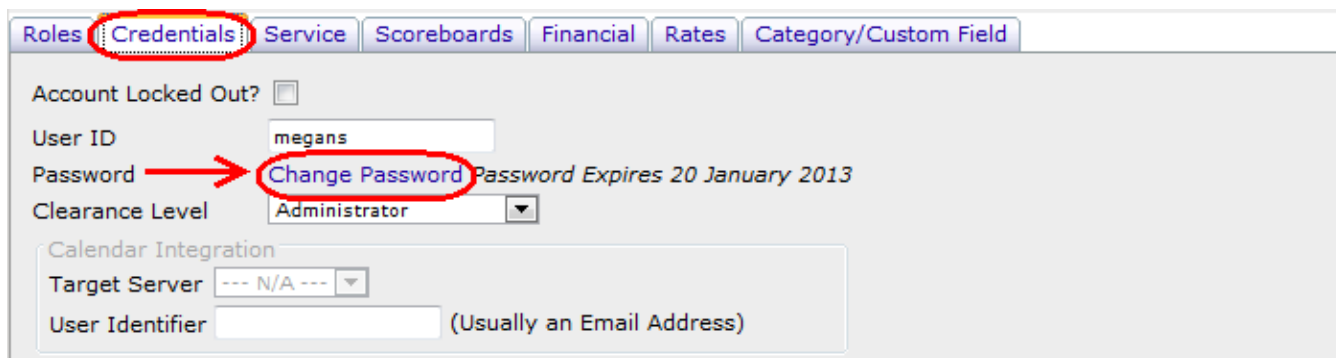 Roles Credentials Service Scoreboards Financial Rates Category/Custom Field
Account Locked Out?
User ID megans
Password Change Password Password Expires 20 January 2013
Clearance Level Administrator
Calendar Integration
Target Server --- N/A ---
User Identifier (Usually an Email Address)